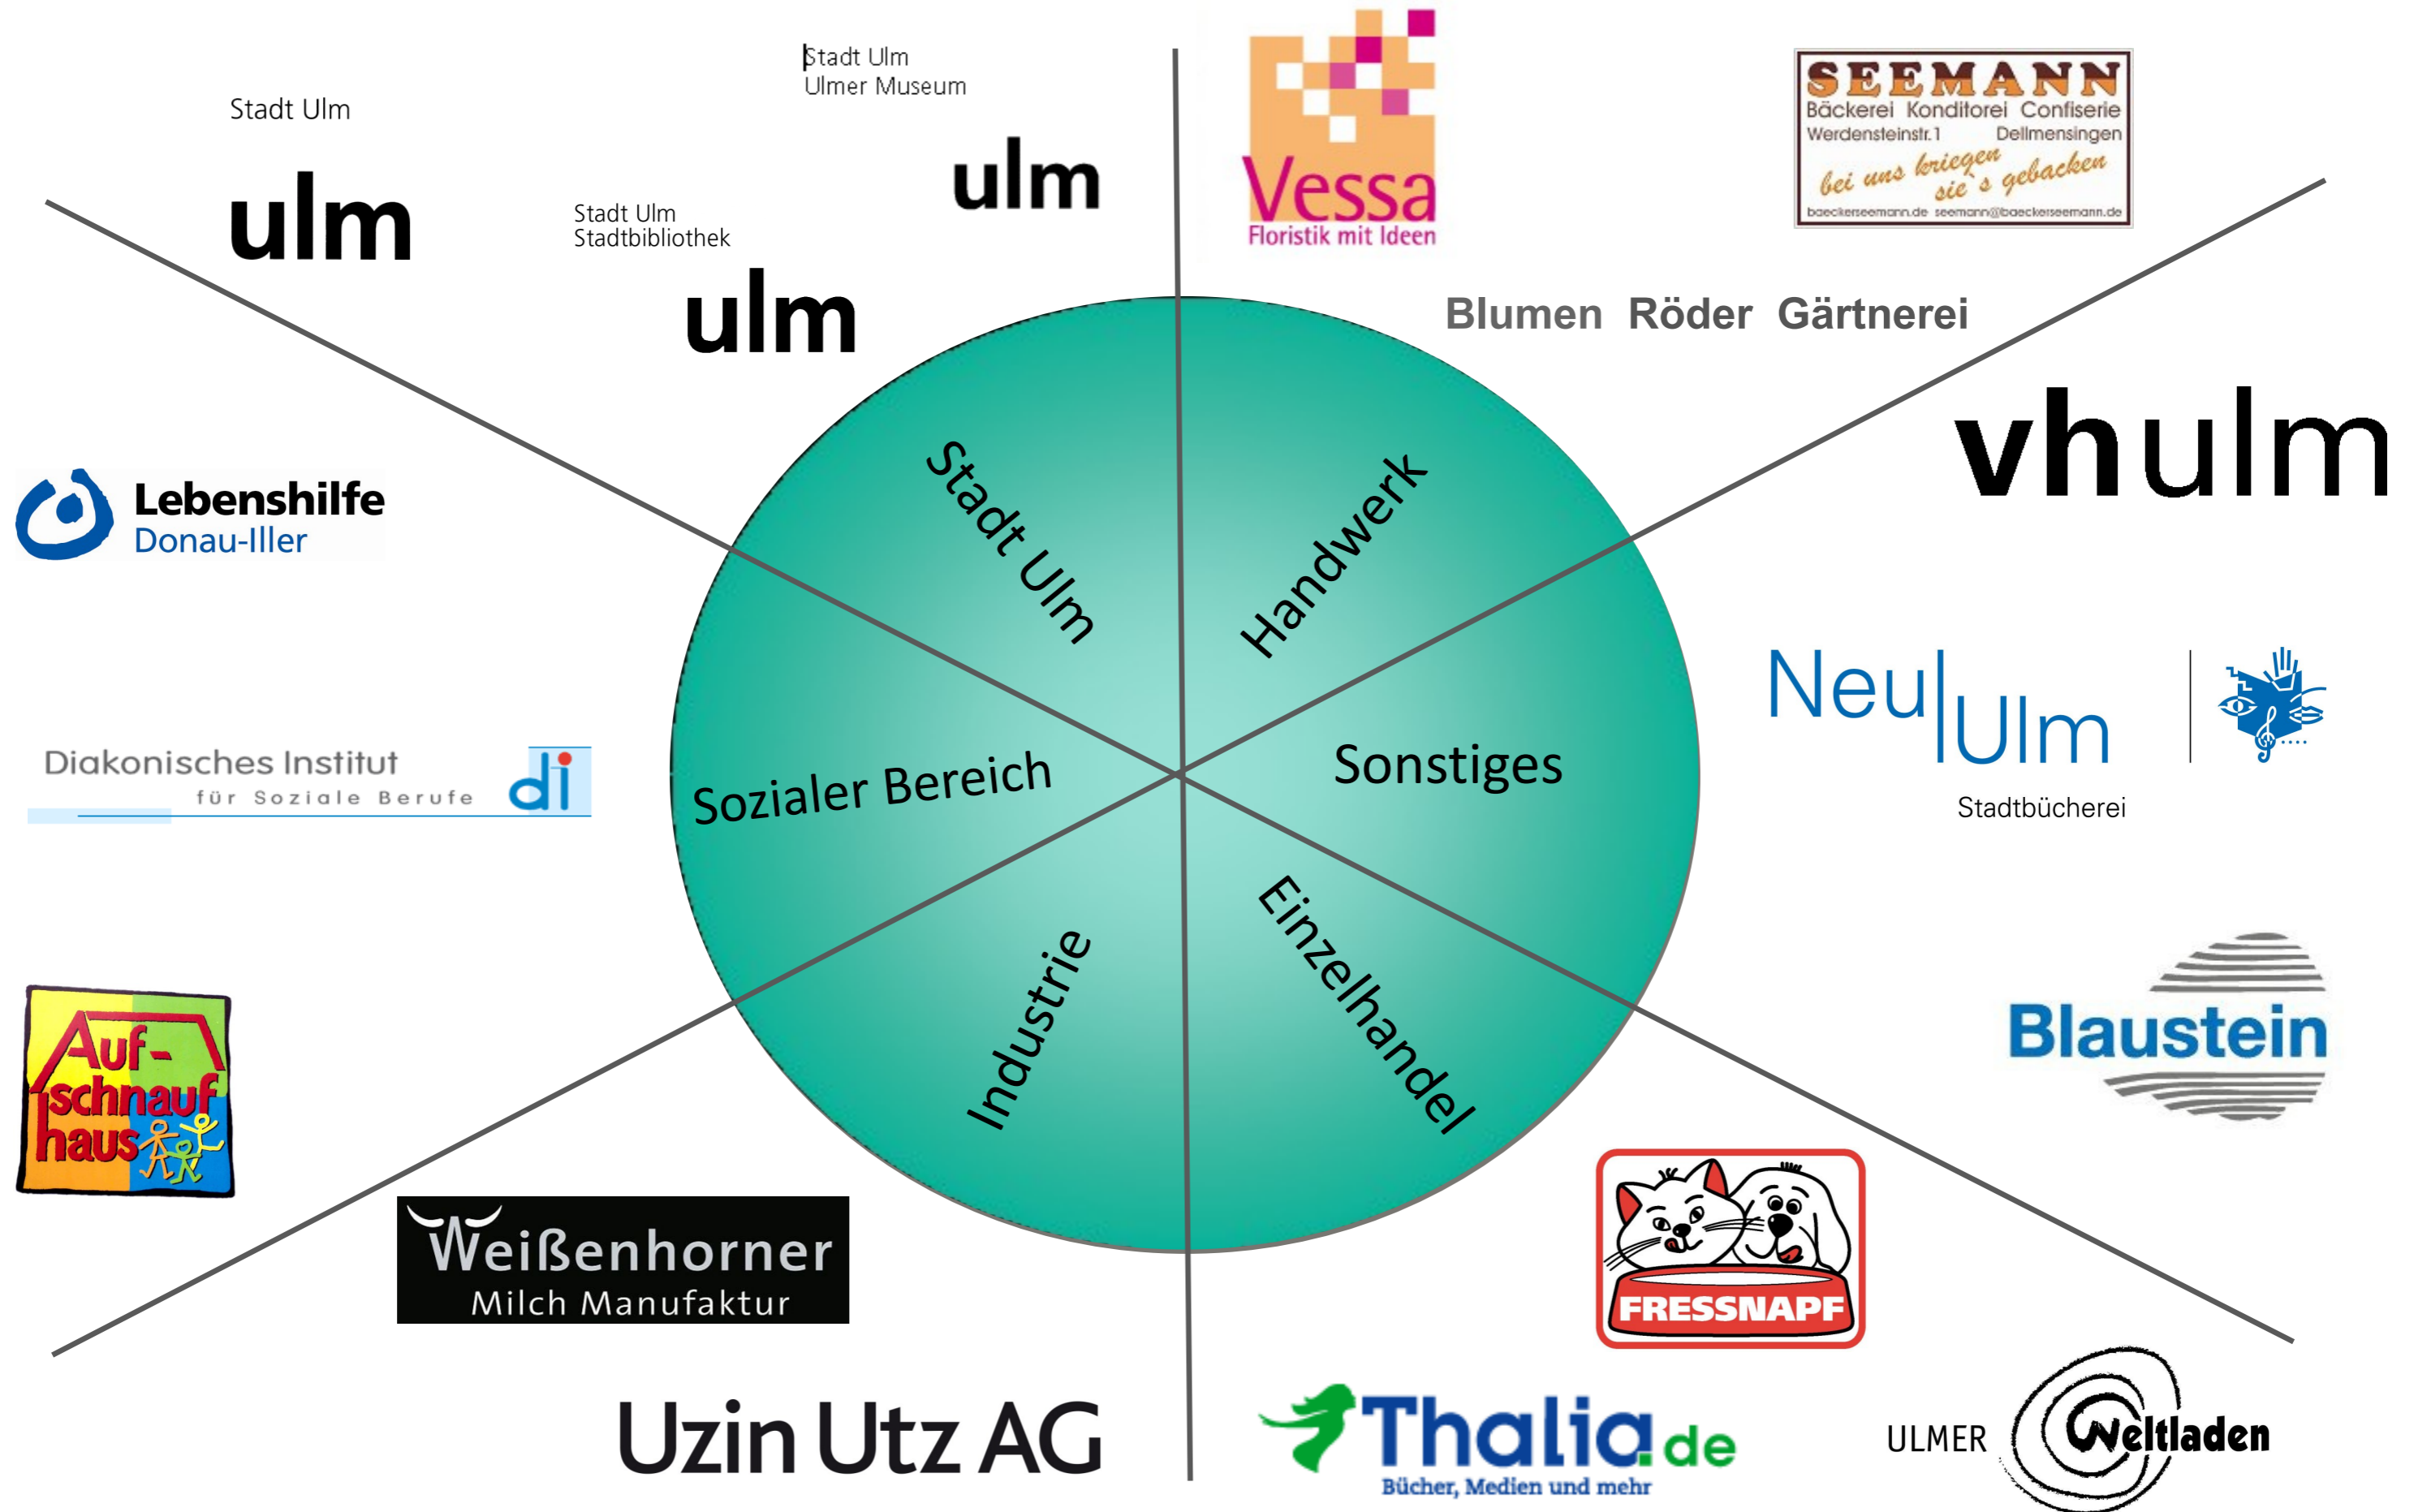 Stadt Ulm
ulm
Stadt Ulm
Stadtbibliothek
ulm
Stadt Ulm
Ulmer Museum
ulm
Vessa
Floristik mit Ideen
SEEMANN
Bäckerei Konditorei Confiserie
Werdensteinstr.1 Dellmensingen
bei uns kriegen
sie`s gebacken
baeckerseemann.de seemann@baeckerseemann.de
Blumen Röder Gärtnerei
vhulm
Neu Ulm
Stadtbücherei
Blaustein
Lebenshilfe
Donau-Iller
Diakonisches Institut
für Soziale Berufe
di
Auf-
schnauf
haus
Stadt Ulm
Handwerk
Sozialer Bereich
Sonstiges
Industrie
Einzelhandel
Weißenhorner
Milch Manufaktur
Uzin Utz AG
FRESSNAPF
Thalia.de
Bücher, Medien und mehr
ULMER Weltladen